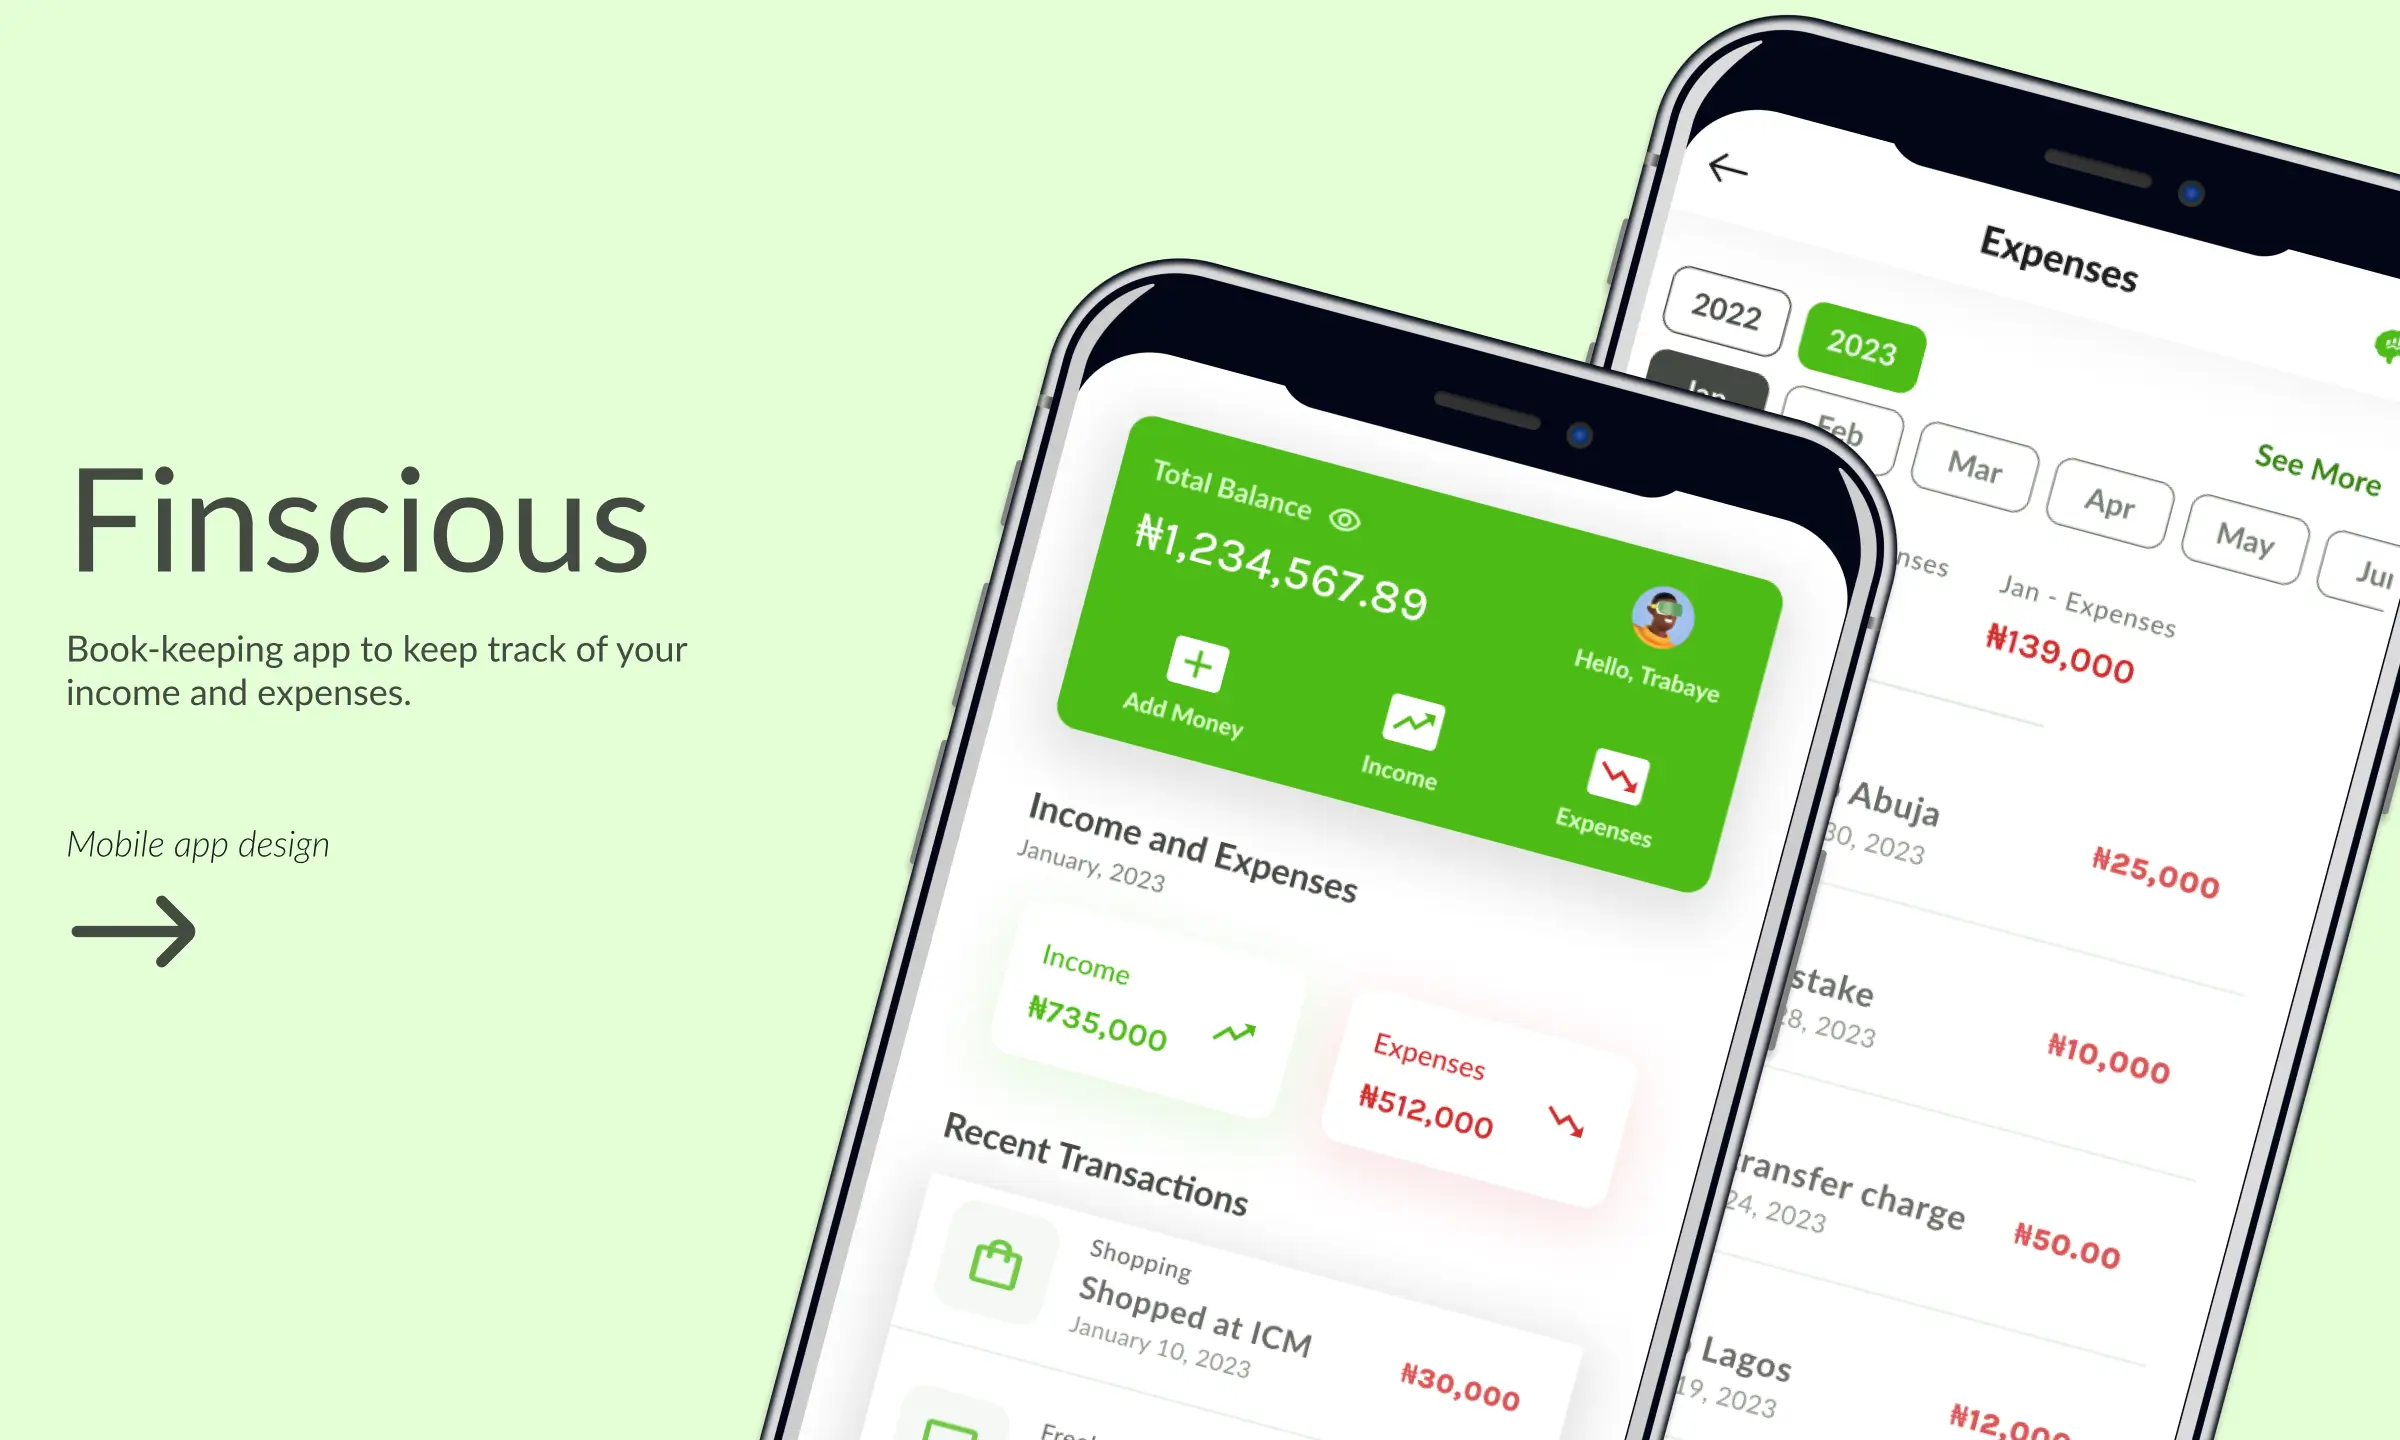 Finscious
Book-keeping app to keep track of your
income and expenses.
Mobile app design
Total Balance
₦1,234,567.89
Hello, Trabaye
Add Money
Income
Expenses
Income and Expenses
January, 2023
Income
₦735,000
Expenses
₦512,000
Recent Transactions
Shopping
Shopped at ICM
January 10, 2023
₦30,000
Expenses
2022
2023
Jan
Feb
Mar
Apr
May
See More
Jan - Expenses
₦139,000
Abuja
30, 2023
₦25,000
28, 2023
₦10,000
transfer charge
24, 2023
₦50.00
Lagos
19, 2023
₦12,000